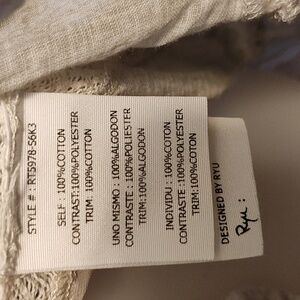 STYLE # : RT5978-S6K3
SELF : 100%COTTON
CONTRAST:100%POLYESTER
TRIM: 100%COTTON
UNO MISMO : 100%ALGODON
CONTRASTE : 100%POLIESTER
TRIM:100%ALGODON
INDIVIDU : 100%COTON
CONTRASTE :100%POLYESTER
TRIM:100%COTON
DESIGNED BY RYU
Ryu :